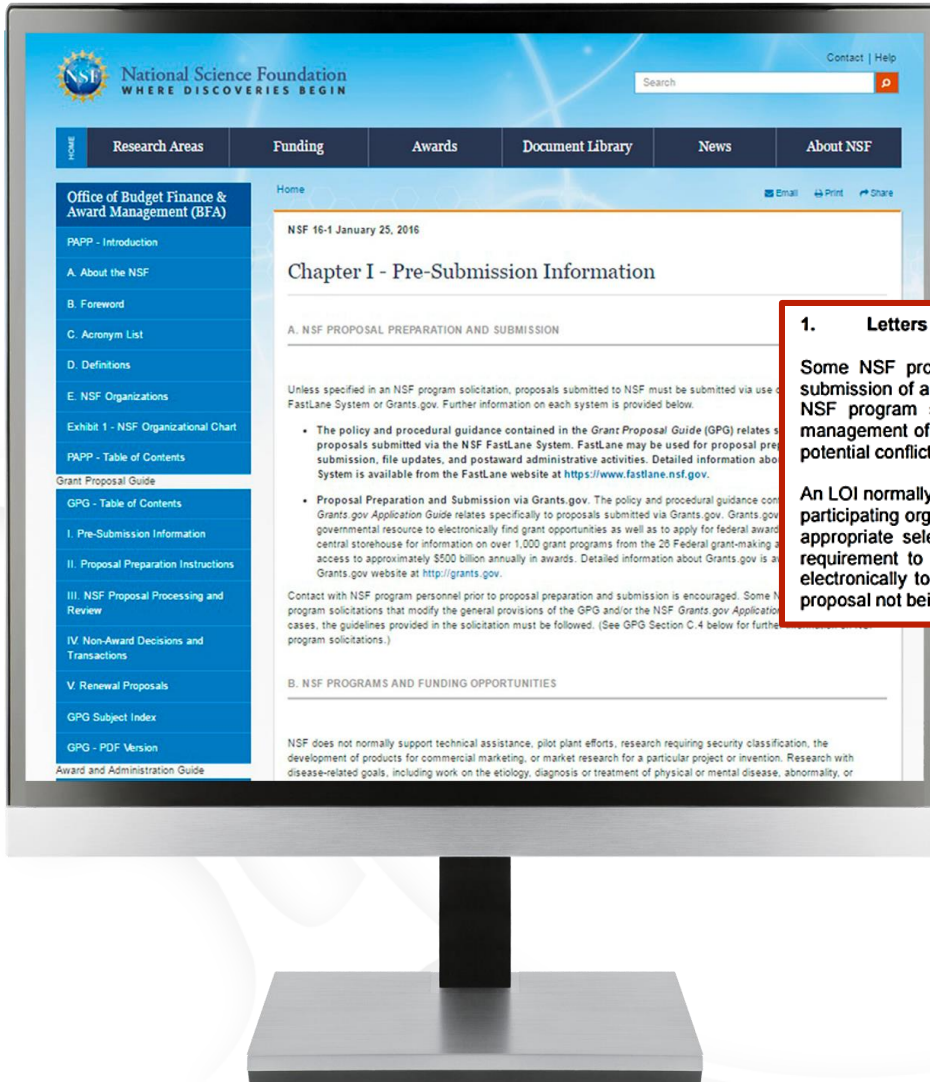 Contact | Help
NSF
National Science Foundation
WHERE DISCOVERIES BEGIN
Search
HOME
Research Areas
Funding
Awards
Document Library
News
About NSF
Office of Budget Finance &
Award Management (BFA)
PAPP - Introduction
A. About the NSF
B. Foreword
C. Acronym List
D. Definitions
E. NSF Organizations
Exhibit 1 - NSF Organizational Chart
PAPP - Table of Contents
Grant Proposal Guide
GPG - Table of Contents
I. Pre-Submission Information
II. Proposal Preparation Instructions
III. NSF Proposal Processing and
Review
IV. Non-Award Decisions and
Transactions
V. Renewal Proposals
GPG Subject Index
GPG - PDF Version
Award and Administration Guide
Home
Email Print Share
NSF 16-1 January 25, 2016
Chapter I - Pre-Submission Information
A. NSF PROPOSAL PREPARATION AND SUBMISSION
Unless specified in an NSF program solicitation, proposals submitted to NSF must be submitted via use
FastLane System or Grants.gov. Further information on each system is provided below.
• The policy and procedural guidance contained in the Grant Proposal Guide (GPG) relates
proposals submitted via the NSF FastLane System. FastLane may be used for proposal
submission, file updates, and postaward administrative activities. Detailed information
System is available from the FastLane website at https://www.fastlane.nsf.gov.
• Proposal Preparation and Submission via Grants.gov. The policy and procedural guidance
Grants.gov Application Guide relates specifically to proposals submitted via Grants.gov. Grants.gov
governmental resource to electronically find grant opportunities as well as to apply for federal
central storehouse for information on over 1,000 grant programs from the 26 Federal grant-making
access to approximately $500 billion annually in awards. Detailed information about Grants.gov is
Grants.gov website at http://grants.gov.
Contact with NSF program personnel prior to proposal preparation and submission is encouraged. Some
program solicitations that modify the general provisions of the GPG and/or the NSF Grants.gov
cases, the guidelines provided in the solicitation must be followed. (See GPG Section C.4 below for
program solicitations.)
B. NSF PROGRAMS AND FUNDING OPPORTUNITIES
NSF does not normally support technical assistance, pilot plant efforts, research requiring security classification, the
development of products for commercial marketing, or market research for a particular project or invention. Research with
disease-related goals, including work on the etiology, diagnosis or treatment of physical or mental disease, abnormality, or
1. Letters
Some NSF
submission of a
NSF program
management of
potential
An LOI normally
participating
appropriate
requirement to
electronically to
proposal not